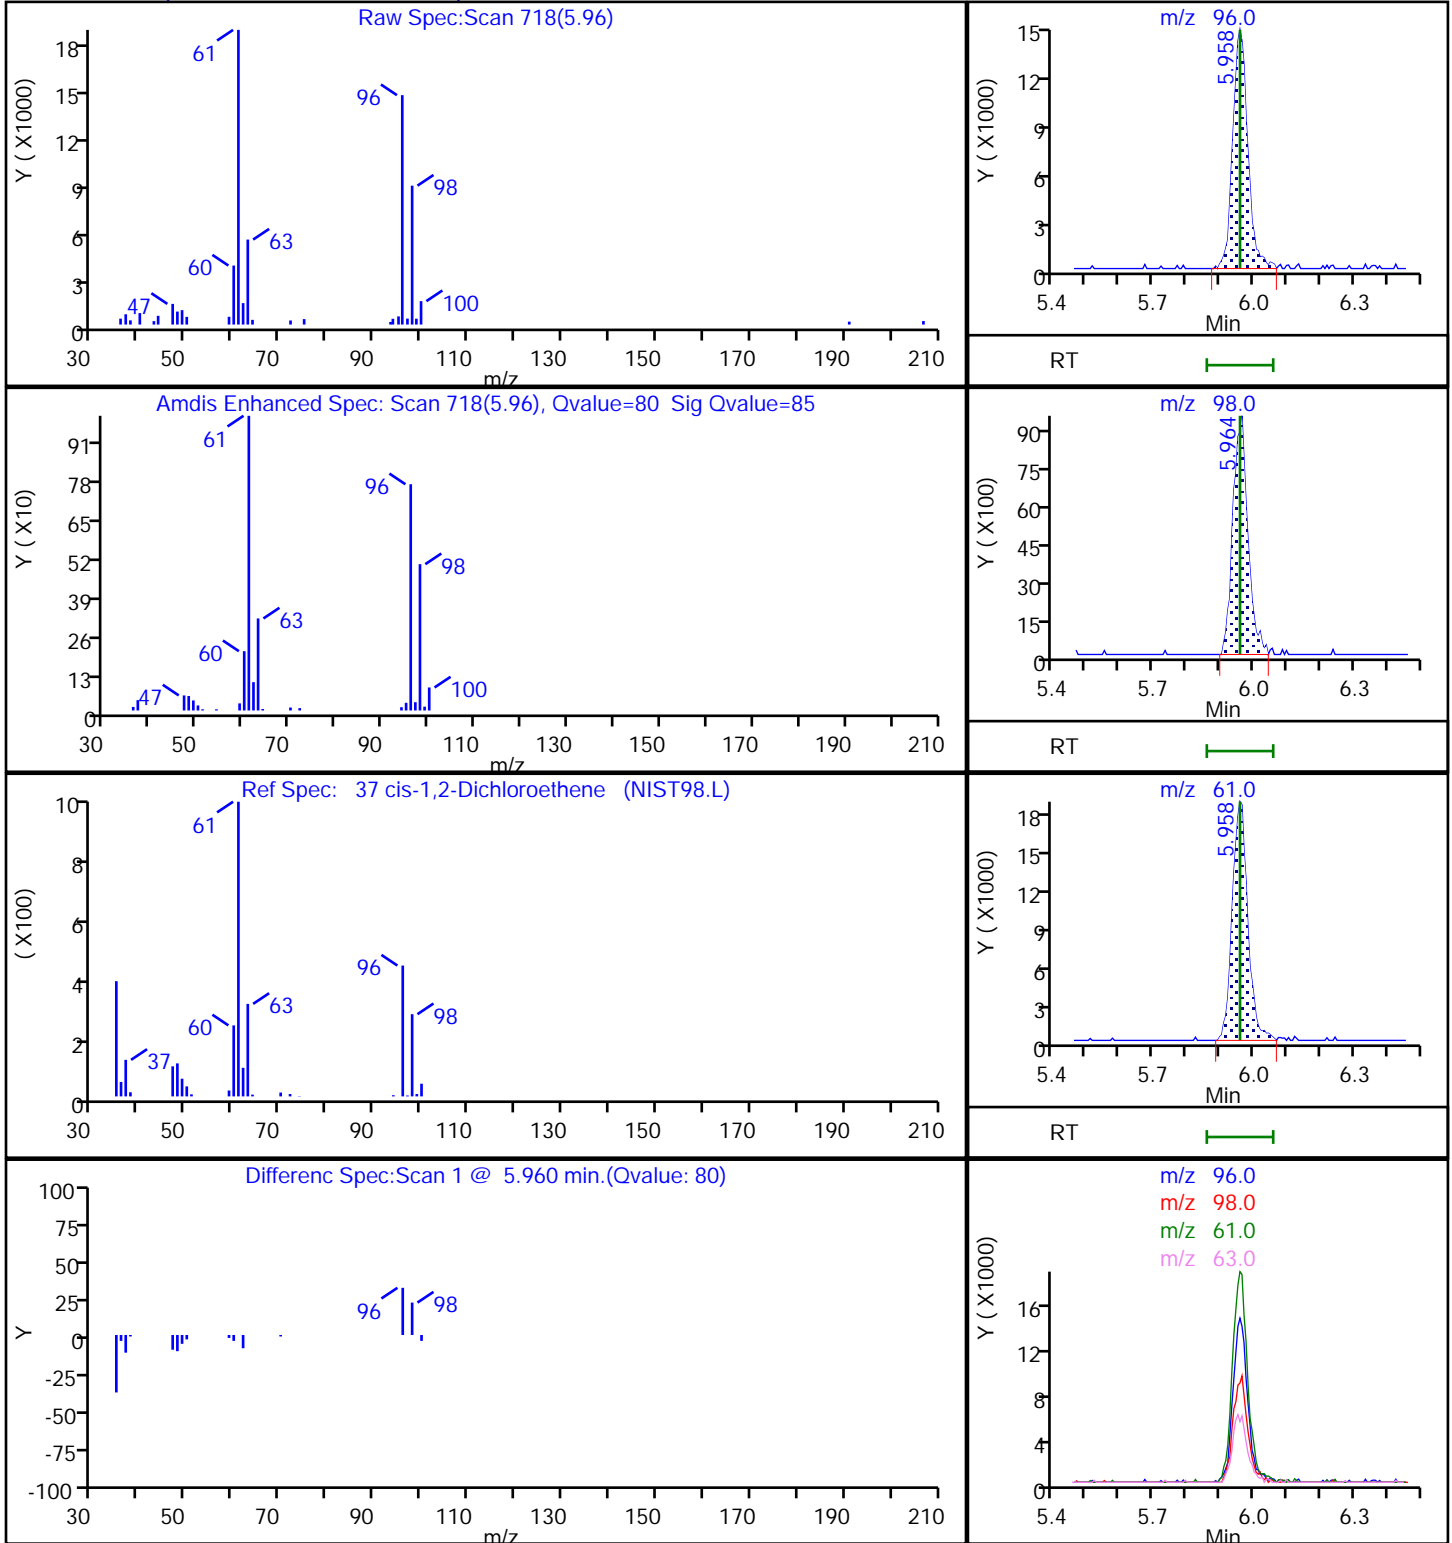 Raw Spec:Scan 718(5.96)
Y ( X1000)
18
15
12
9
6
3
0
61
96
98
63
60
47
100
30 50 70 90 110 130 150 170 190 210
m/z
m/z 96.0
Y ( X1000)
15
12
9
6
3
0
5.958
5.4 5.7 6.0 6.3
Min
RT
Amdis Enhanced Spec: Scan 718(5.96), Qvalue=80 Sig Qvalue=85
Y ( X10)
91
78
65
52
39
26
13
0
61
96
98
63
60
47
100
30 50 70 90 110 130 150 170 190 210
m/z
m/z 98.0
Y ( X100)
90
75
60
45
30
15
0
5.964
5.4 5.7 6.0 6.3
Min
RT
Ref Spec: 37 cis-1,2-Dichloroethene (NIST98.L)
( X100)
10
8
6
4
2
0
61
96
63
98
60
37
30 50 70 90 110 130 150 170 190 210
m/z 61.0
Y ( X1000)
18
15
12
9
6
3
0
5.958
5.4 5.7 6.0 6.3
Min
RT
Differenc Spec:Scan 1 @ 5.960 min.(Qvalue: 80)
Y
100
75
50
25
0
-25
-50
-75
-100
96
98
30 50 70 90 110 130 150 170 190 210
m/z
m/z 96.0
m/z 98.0
m/z 61.0
m/z 63.0
Y ( X1000)
16
12
8
4
0
5.4 5.7 6.0 6.3
Min